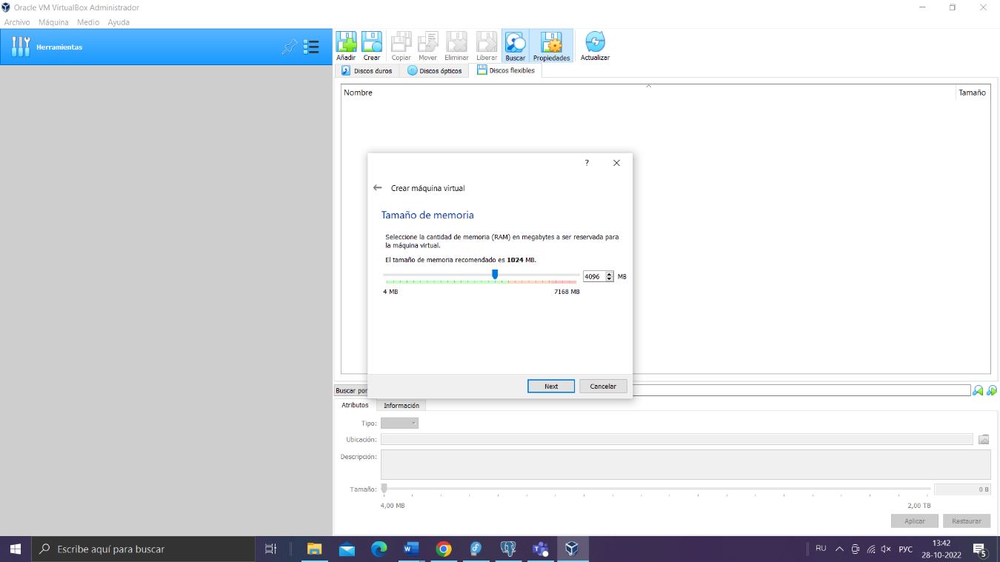 Oracle VM VirtualBox Administrador
Archivo Máquina Medio Ayuda
Herramientas
Añadir Crear Copiar Mover Eliminar Liberar Buscar Propiedades Actualizar
Discos duros Discos ópticos Discos flexibles
Nombre Tamaño
?
Crear máquina virtual
Tamaño de memoria
Seleccione la cantidad de memoria (RAM) en megabytes a ser reservada para
la máquina virtual.
El tamaño de memoria recomendado es 1024 MB.
4096 MB
4 MB 7168 MB
Next Cancelar
Buscar por
Atributos Información
Tipo:
Ubicación:
Descripción:
Tamaño: 0 B
4,00 MB 2,00 TB
Aplicar Restaurar
Escribe aquí para buscar
RU РУС
13:42
28-10-2022
5